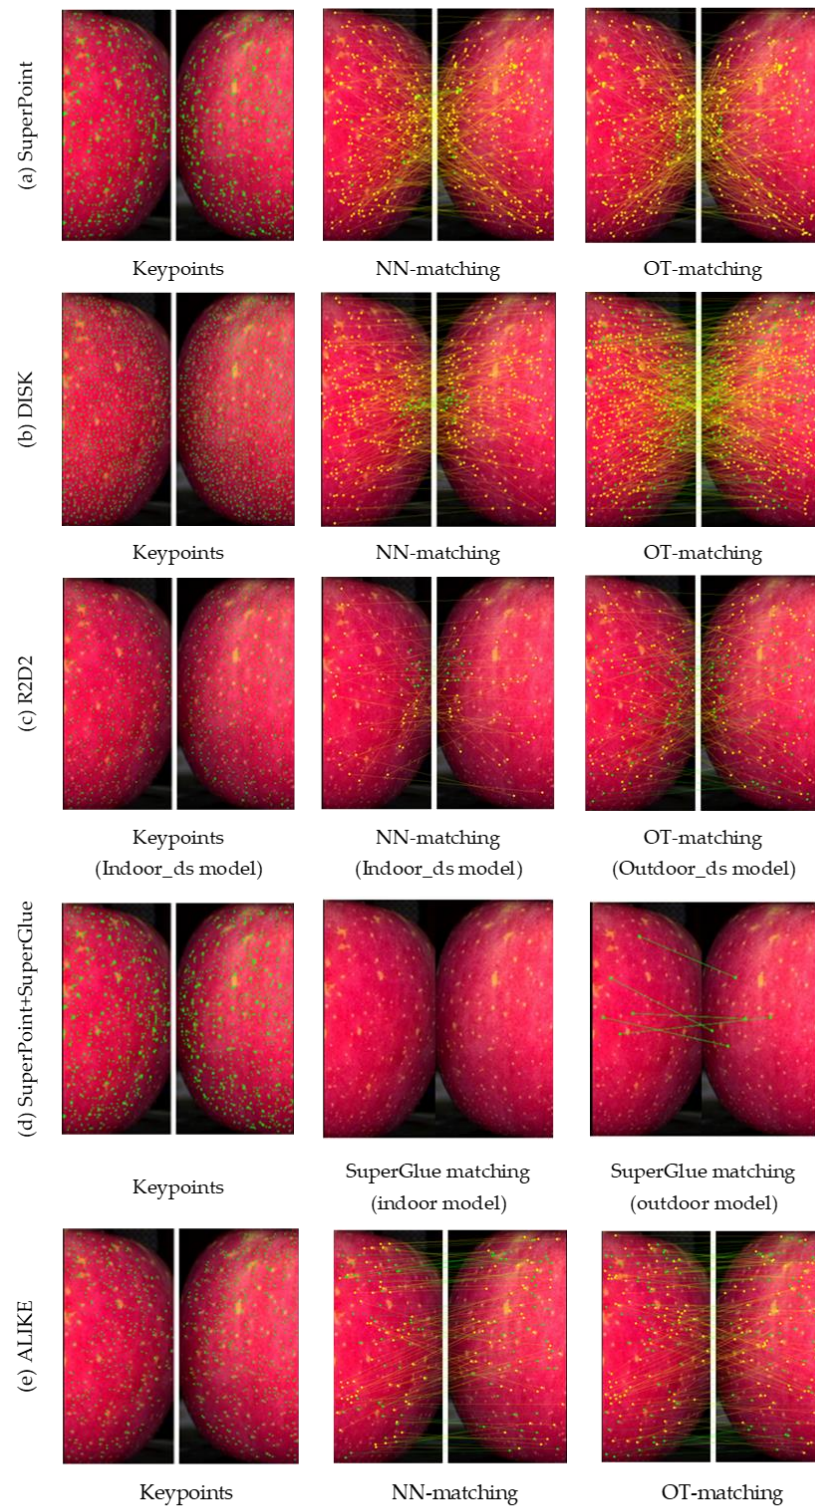 (a) SuperPoint
Keypoints
NN-matching
OT-matching
(b) DISK
Keypoints
NN-matching
OT-matching
(c) R2D2
Keypoints
(Indoor_ds model)
NN-matching
(Indoor_ds model)
OT-matching
(Outdoor_ds model)
(d) SuperPoint+SuperGlue
Keypoints
SuperGlue matching
(indoor model)
SuperGlue matching
(outdoor model)
(e) ALIKE
Keypoints
NN-matching
OT-matching